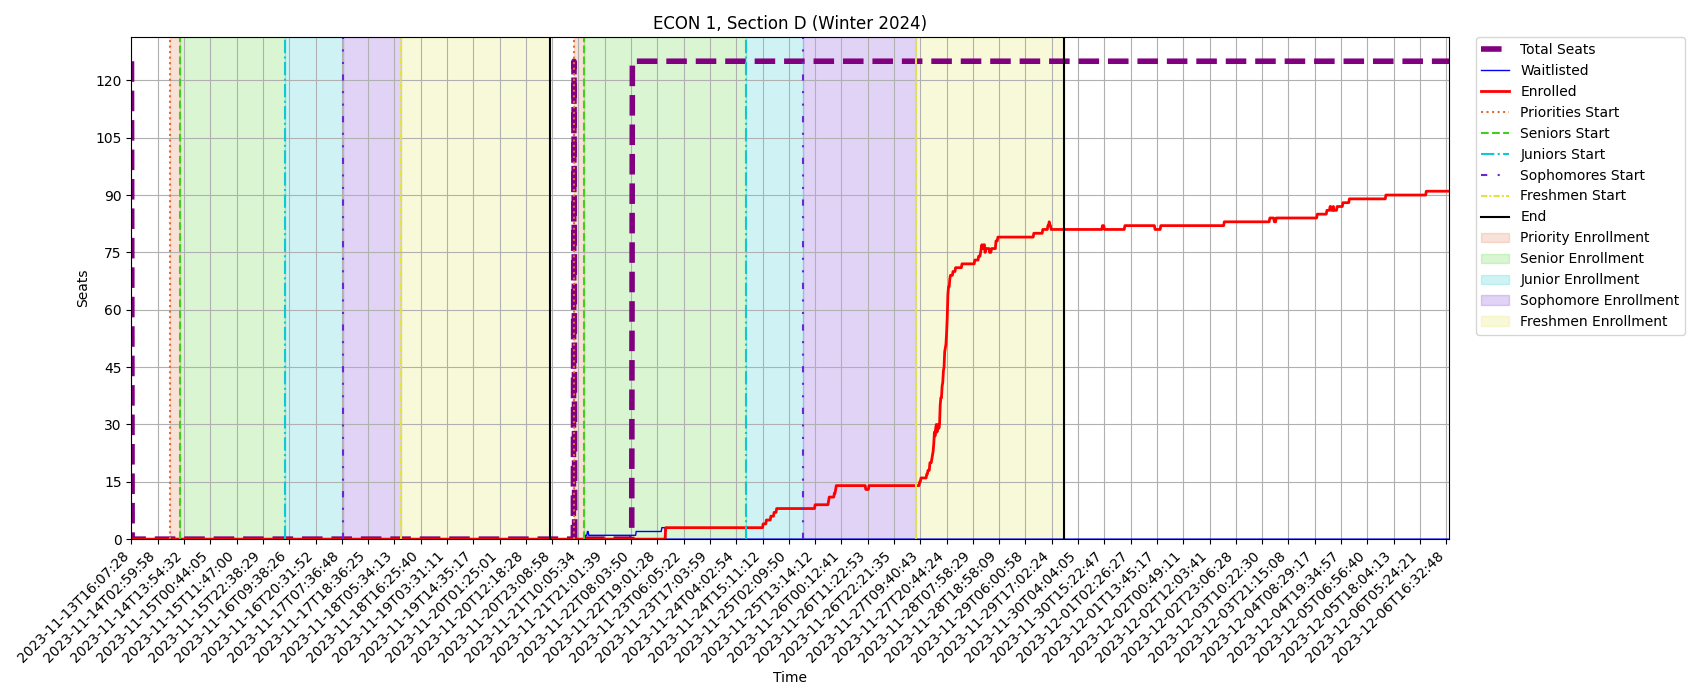 ECON 1, Section D (Winter 2024)
Seats
120
105
90
75
60
45
30
15
0
2023-11-13T16:07:28
2023-11-14T02:59:58
2023-11-14T13:54:32
2023-11-15T00:44:05
2023-11-15T11:47:00
2023-11-15T22:38:29
2023-11-16T09:38:26
2023-11-16T20:31:52
2023-11-17T07:36:48
2023-11-17T18:36:25
2023-11-18T05:34:13
2023-11-18T16:25:40
2023-11-19T03:31:11
2023-11-19T14:35:17
2023-11-20T01:25:01
2023-11-20T12:18:28
2023-11-20T23:08:58
2023-11-21T10:05:34
2023-11-21T21:01:39
2023-11-22T08:03:50
2023-11-22T19:01:28
2023-11-23T06:05:22
2023-11-23T17:03:59
2023-11-24T04:02:54
2023-11-24T15:11:12
2023-11-25T02:09:50
2023-11-25T13:14:12
2023-11-26T00:12:41
2023-11-26T11:22:53
2023-11-26T22:21:35
2023-11-27T09:40:43
2023-11-27T20:44:24
2023-11-28T07:58:29
2023-11-28T18:58:09
2023-11-29T06:00:58
2023-11-29T17:02:24
2023-11-30T04:04:05
2023-11-30T15:22:47
2023-12-01T02:26:27
2023-12-01T13:45:17
2023-12-02T00:49:11
2023-12-02T12:03:41
2023-12-02T23:06:28
2023-12-03T10:22:30
2023-12-03T21:15:08
2023-12-04T08:29:17
2023-12-04T19:34:57
2023-12-05T06:56:40
2023-12-05T18:04:13
2023-12-06T05:24:21
2023-12-06T16:32:48
Time
Total Seats
Waitlisted
Enrolled
Priorities Start
Seniors Start
Juniors Start
Sophomores Start
Freshmen Start
End
Priority Enrollment
Senior Enrollment
Junior Enrollment
Sophomore Enrollment
Freshmen Enrollment